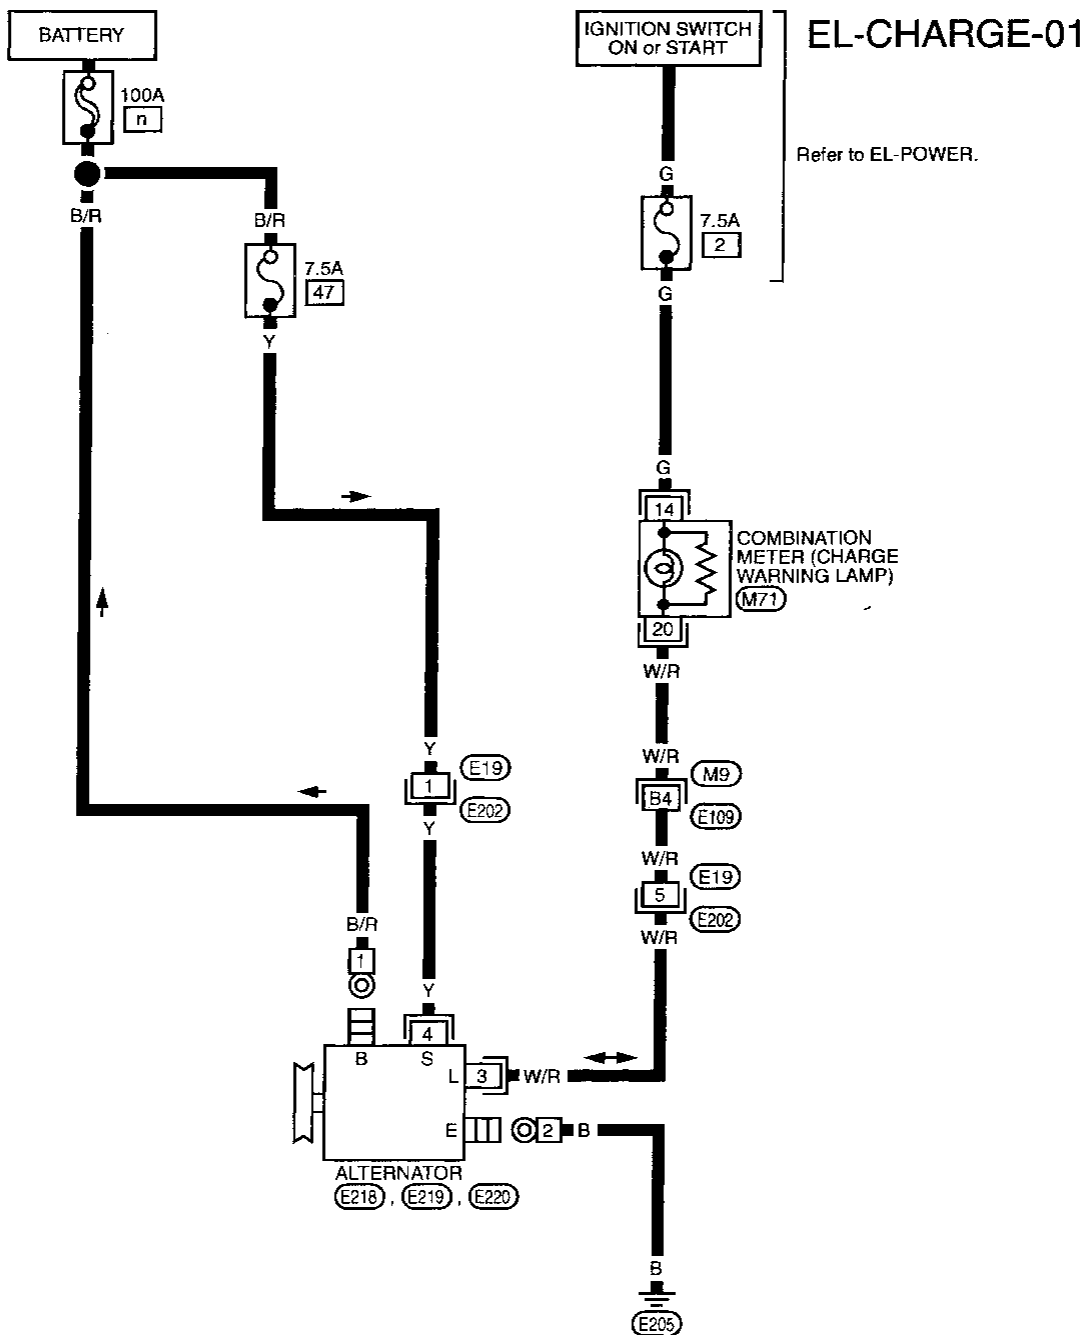 BATTERY
IGNITION SWITCH
ON or START
EL-CHARGE-01
100A
n
Refer to EL-POWER.
G
B/R
B/R
7.5A
2
7.5A
47
G
Y
G
14
COMBINATION
METER (CHARGE
WARNING LAMP)
M71
20
W/R
Y
E19
W/R
M9
1
B4
E202
E109
Y
W/R
E19
5
E202
B/R
W/R
1
Y
4
B
S
L
3
W/R
E
2
B
ALTERNATOR
E218 , E219 , E220
B
E205